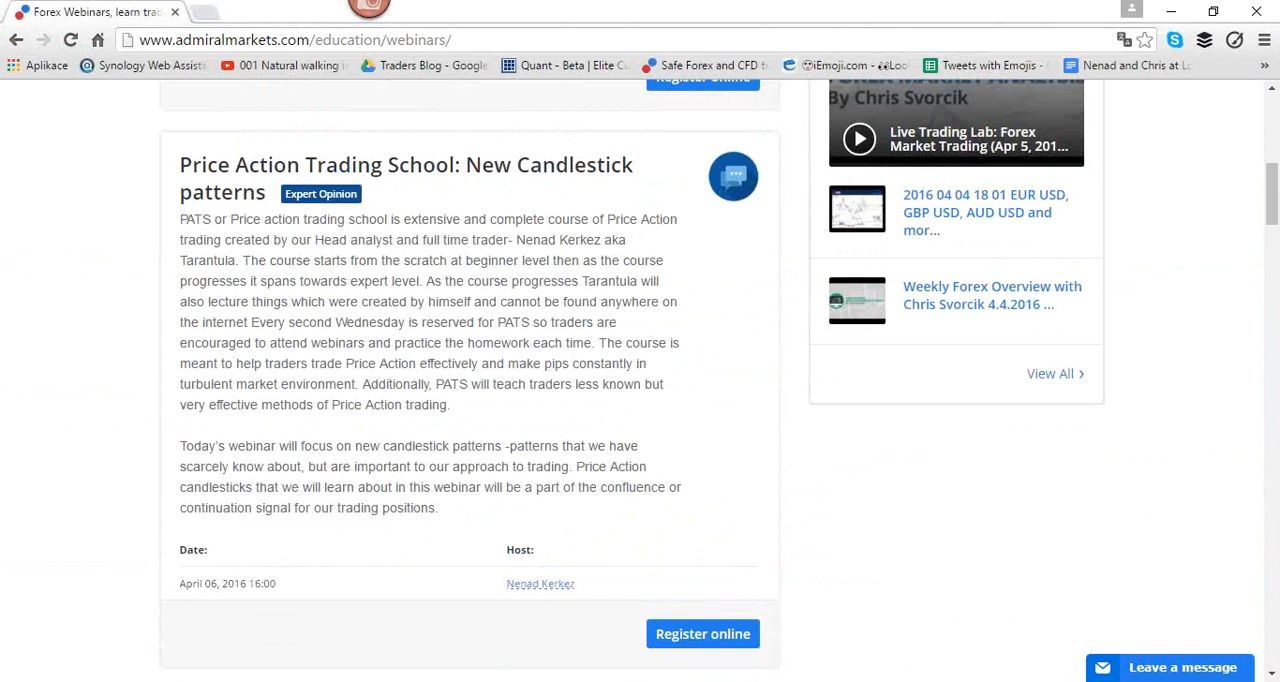 Forex Webinars, learn trad
www.admiralmarkets.com/education/webinars/
Aplikace
Synology Web Assista
001 Natural walking in
Traders Blog - Google
Quant - Beta | Elite Cu
Safe Forex and CFD t
iEmoji.com -
Tweets with Emojis -
Nenad and Chris at Lo
»
Register Online
Price Action Trading School: New Candlestick
patterns Expert Opinion
PATS or Price action trading school is extensive and complete course of Price Action
trading created by our Head analyst and full time trader- Nenad Kerkez aka
Tarantula. The course starts from the scratch at beginner level then as the course
progresses it spans towards expert level. As the course progresses Tarantula will
also lecture things which were created by himself and cannot be found anywhere on
the internet Every second Wednesday is reserved for PATS so traders are
encouraged to attend webinars and practice the homework each time. The course is
meant to help traders trade Price Action effectively and make pips constantly in
turbulent market environment. Additionally, PATS will teach traders less known but
very effective methods of Price Action trading.
Today's webinar will focus on new candlestick patterns -patterns that we have
scarcely know about, but are important to our approach to trading. Price Action
candlesticks that we will learn about in this webinar will be a part of the confluence or
continuation signal for our trading positions.
Date:
Host:
April 06, 2016 16:00
Nenad Kerkez
Register online
FOREX MARKET ANALYSIS
By Chris Svorcik
Live Trading Lab: Forex
Market Trading (Apr 5, 201...
2016 04 04 18 01 EUR USD,
GBP USD, AUD USD and
mor...
Weekly Forex Overview with
Chris Svorcik 4.4.2016 ...
View All ›
Leave a message